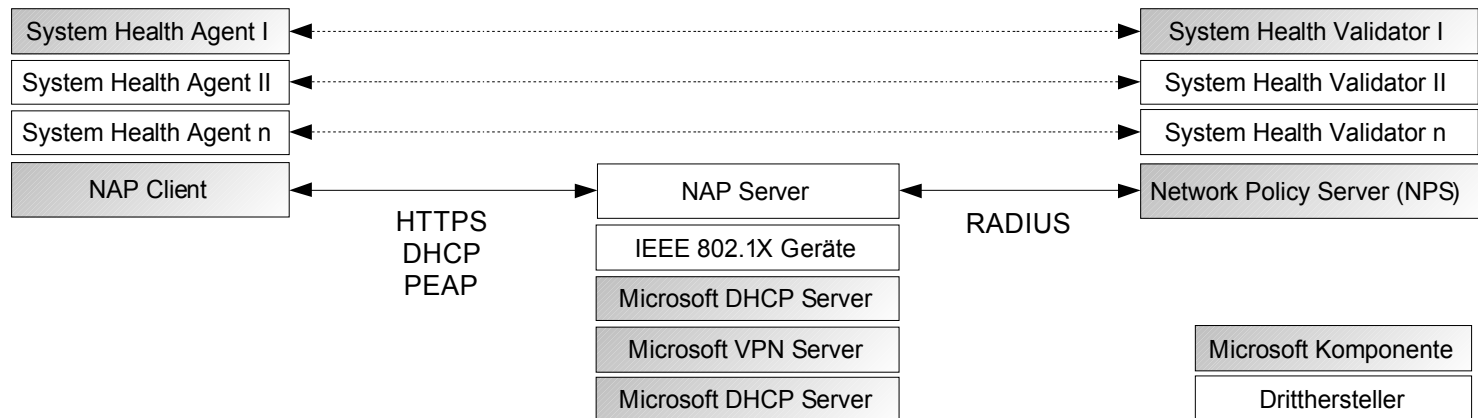 System Health Agent I
System Health Validator I
System Health Agent II
System Health Validator II
System Health Agent n
System Health Validator n
NAP Client
NAP Server
Network Policy Server (NPS)
HTTPS
DHCP
PEAP
RADIUS
IEEE 802.1X Geräte
Microsoft DHCP Server
Microsoft VPN Server
Microsoft DHCP Server
Microsoft Komponente
Dritthersteller